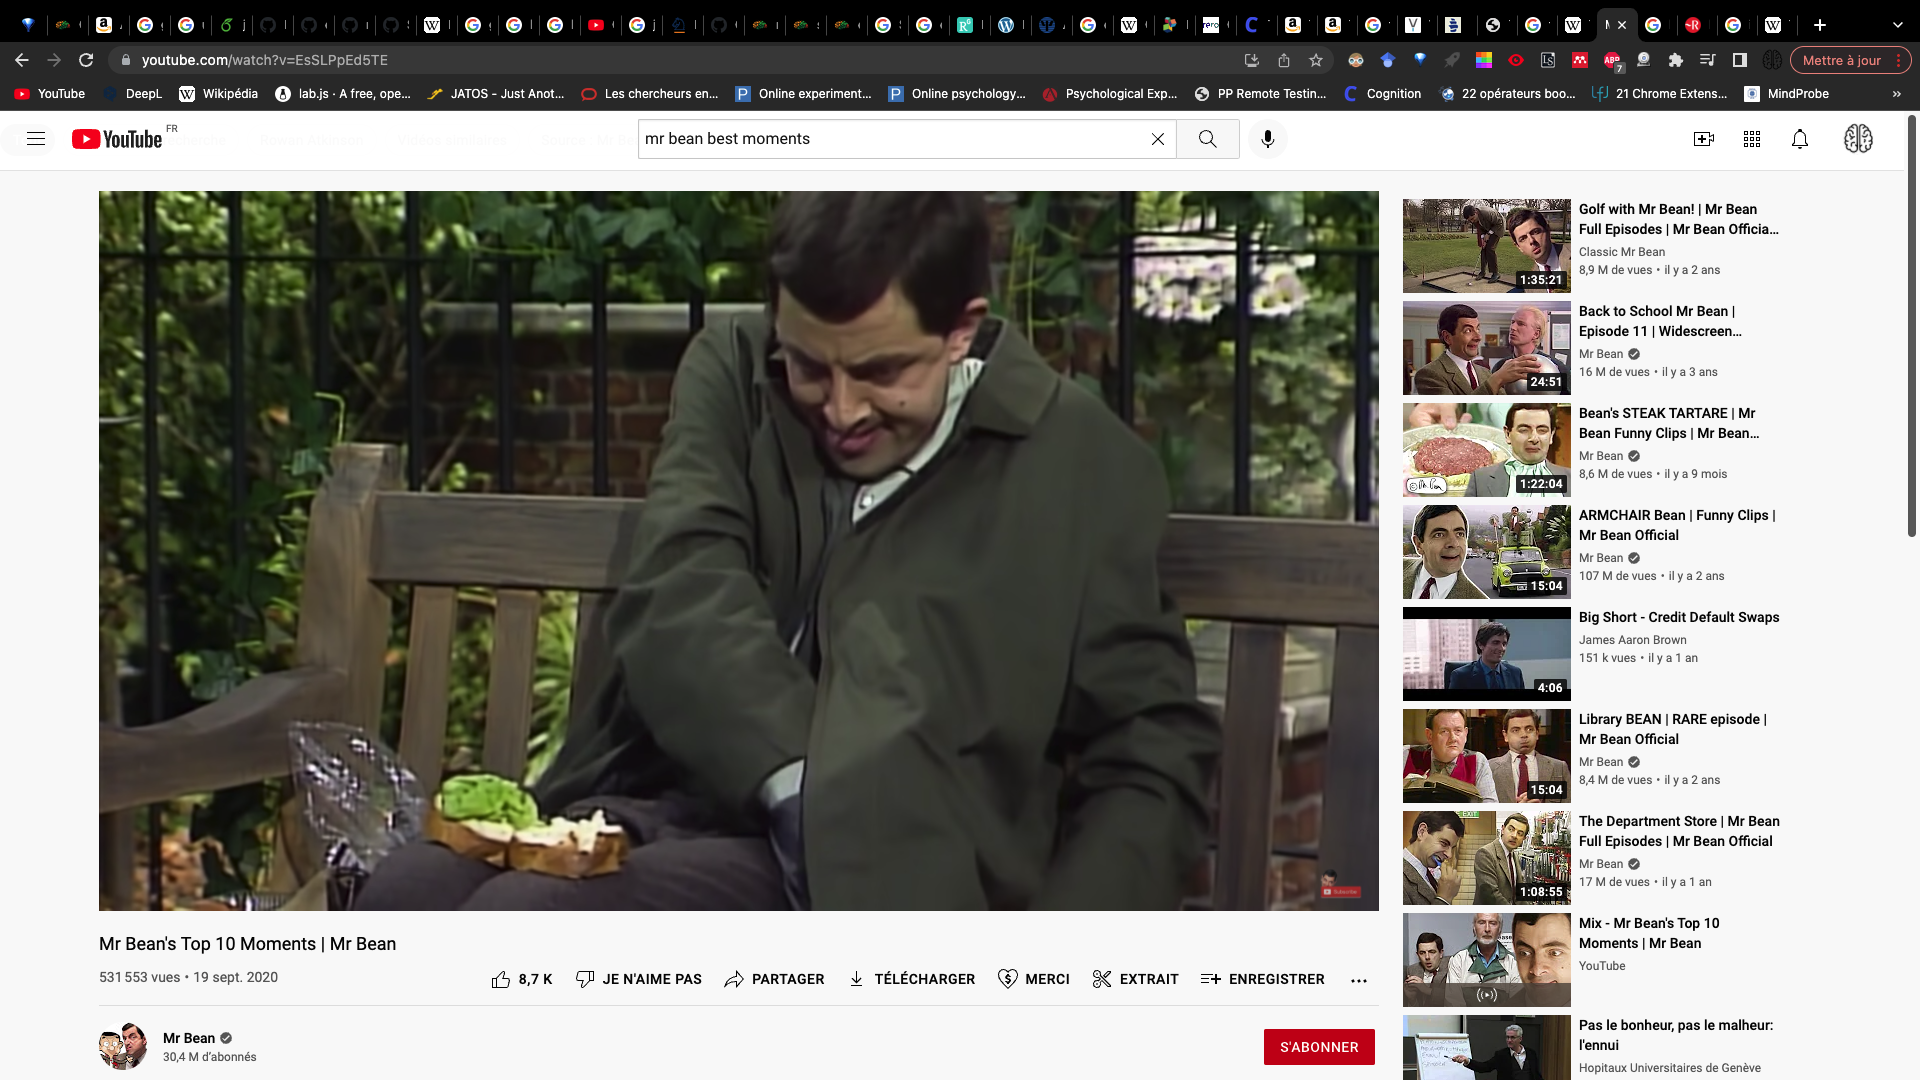 youtube.com/watch?v=EsSLPpEd5TE
7
Mettre à jour
YouTube
DeepL
Wikipédia
lab.js · A free, ope...
JATOS - Just Anot...
Les chercheurs en...
Online experiment...
Online psychology...
Psychological Exp...
PP Remote Testin...
Cognition
22 opérateurs boo...
21 Chrome Extens...
MindProbe
»
YouTube FR
mr bean best moments
Golf with Mr Bean! | Mr Bean
Full Episodes | Mr Bean Officia...
Classic Mr Bean
8,9 M de vues • il y a 2 ans
1:35:21
Back to School Mr Bean |
Episode 11 | Widescreen...
Mr Bean
16 M de vues • il y a 3 ans
24:51
Bean's STEAK TARTARE | Mr
Bean Funny Clips | Mr Bean...
Mr Bean
8,6 M de vues • il y a 9 mois
1:22:04
ARMCHAIR Bean | Funny Clips |
Mr Bean Official
Mr Bean
107 M de vues • il y a 2 ans
15:04
Big Short - Credit Default Swaps
James Aaron Brown
151 k vues • il y a 1 an
4:06
Library BEAN | RARE episode |
Mr Bean Official
Mr Bean
8,4 M de vues • il y a 2 ans
15:04
The Department Store | Mr Bean
Full Episodes | Mr Bean Official
Mr Bean
17 M de vues • il y a 1 an
EXIT
1:08:55
Mix - Mr Bean's Top 10
Moments | Mr Bean
YouTube
Pas le bonheur, pas le malheur:
l'ennui
Hopitaux Universitaires de Genève
Subscribe
Mr Bean's Top 10 Moments | Mr Bean
531 553 vues • 19 sept. 2020
8,7 K
JE N'AIME PAS
PARTAGER
TÉLÉCHARGER
MERCI
EXTRAIT
ENREGISTRER
...
Mr Bean
30,4 M d'abonnés
S'ABONNER